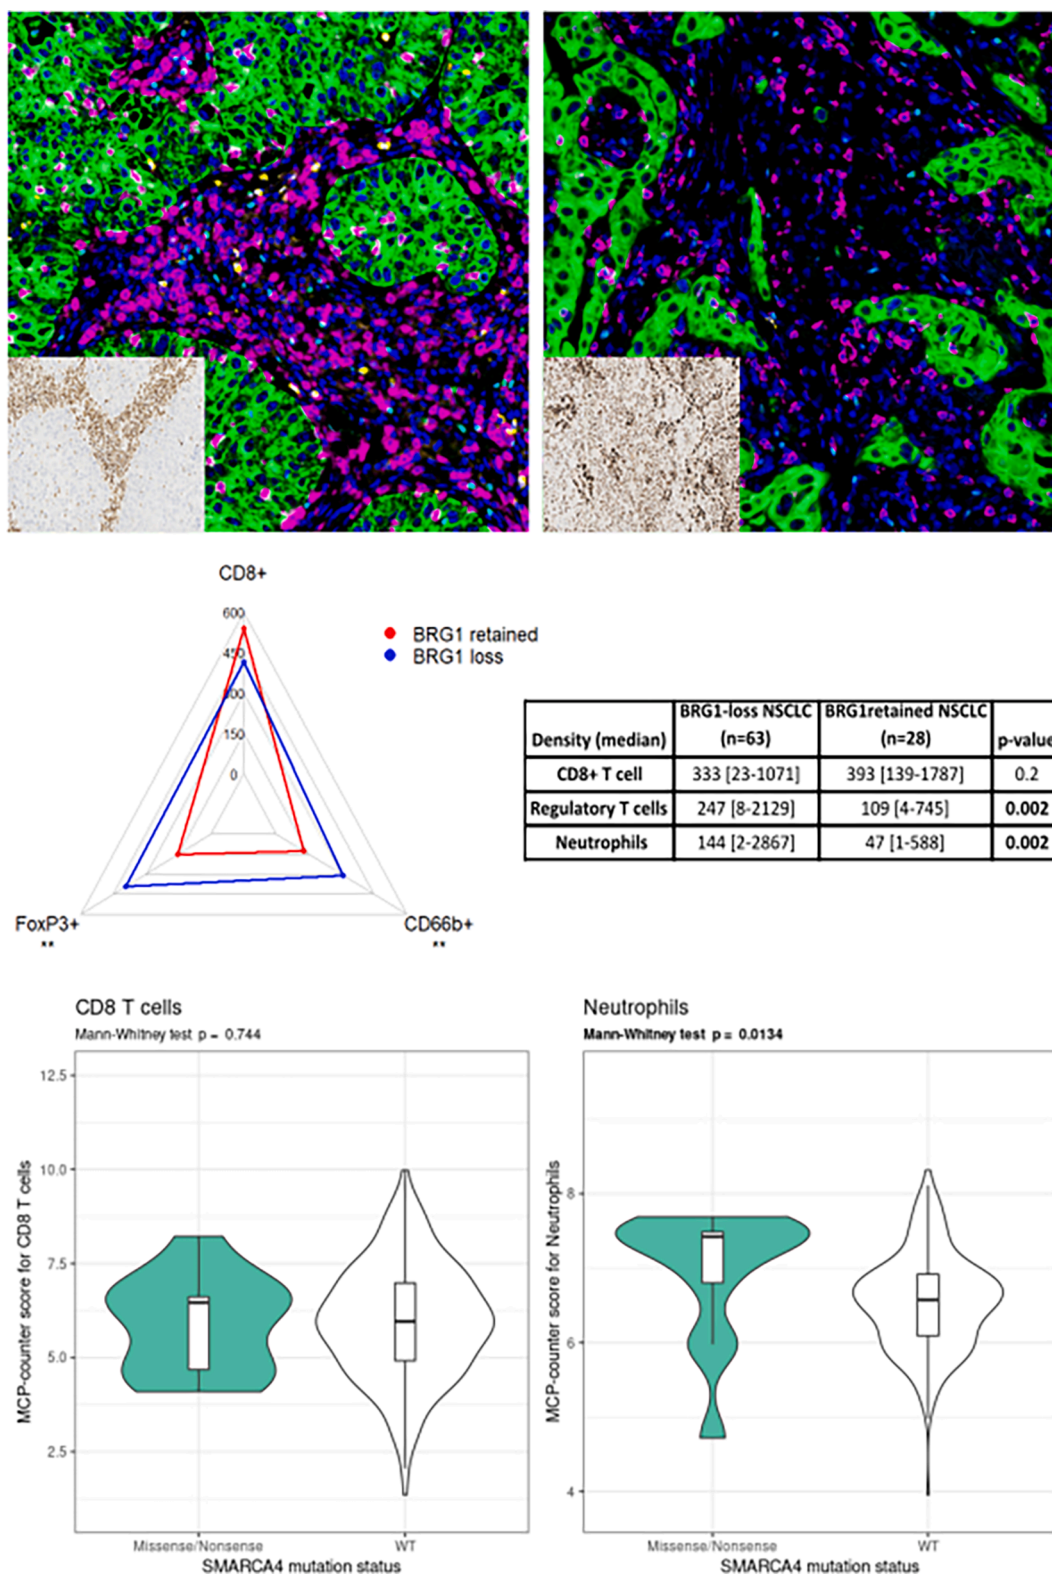 CD8+
600
450
300
150
0
BRG1 retained
BRG1 loss
FoxP3+
**
CD66b+
**
Density (median) BRG1-loss NSCLC (n=63) BRG1retained NSCLC (n=28) p-value
CD8+ T cell 333 [23-1071] 393 [139-1787] 0.2
Regulatory T cells 247 [8-2129] 109 [4-745] 0.002
Neutrophils 144 [2-2867] 47 [1-588] 0.002
CD8 T cells
Mann-Whitney test p = 0.744
12.5
10.0
7.5
5.0
2.5
MCP-counter score for CD8 T cells
Missense/Nonsense WT
SMARCA4 mutation status
Neutrophils
Mann-Whitney test p = 0.0134
8
6
4
MCP-counter score for Neutrophils
Missense/Nonsense WT
SMARCA4 mutation status